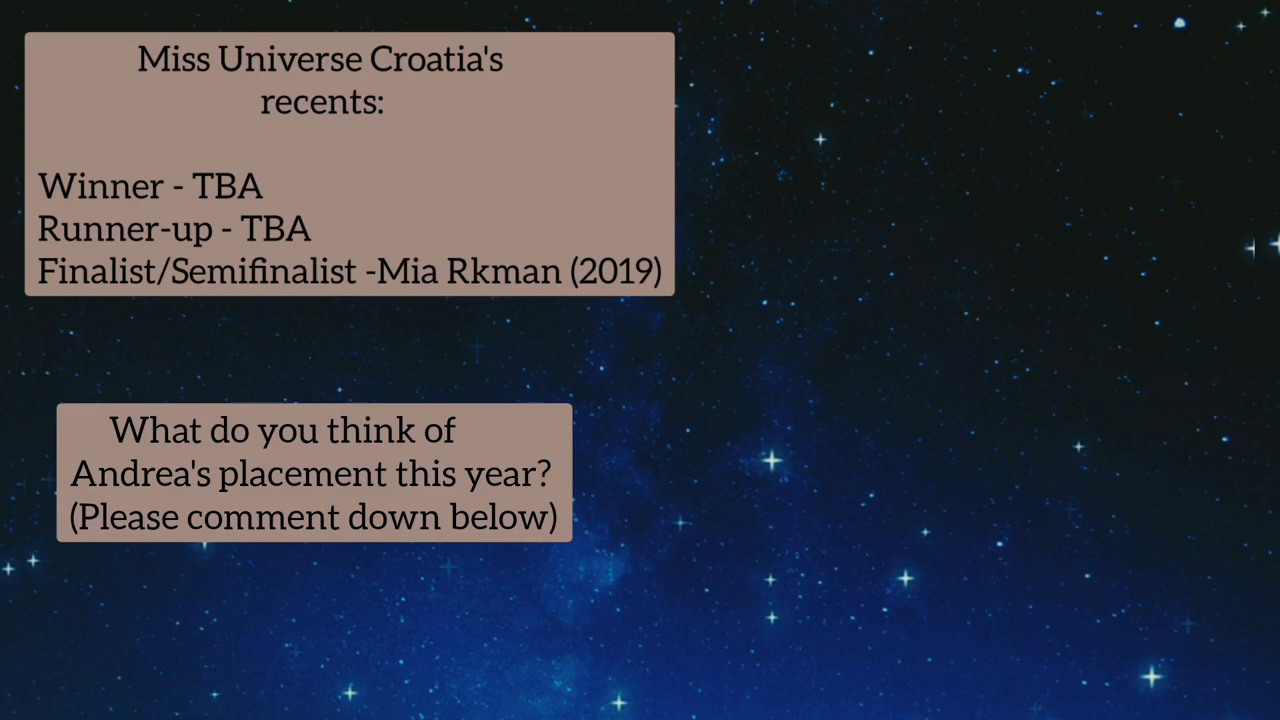 Miss Universe Croatia's
recents:
Winner - TBA
Runner-up - TBA
Finalist/Semifinalist -Mia Rkman (2019)
What do you think of
Andrea's placement this year?
(Please comment down below)